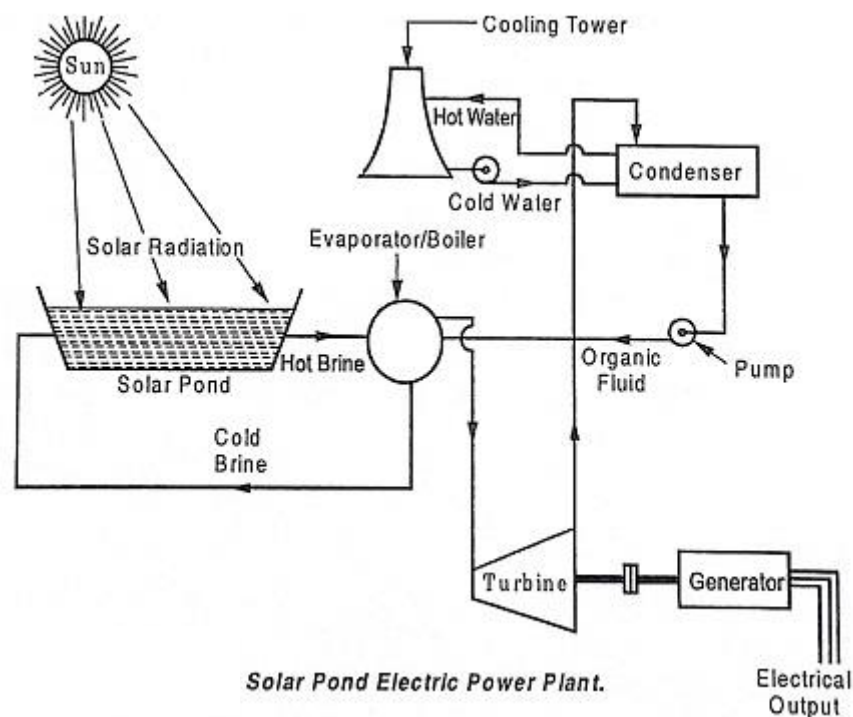 Cooling Tower
Sun
Hot Water
Condenser
Cold Water
Evaporator/Boiler
Solar Radiation
Hot Brine
Organic
Fluid
Pump
Solar Pond
Cold
Brine
Turbine
Generator
Solar Pond Electric Power Plant.
Electrical
Output